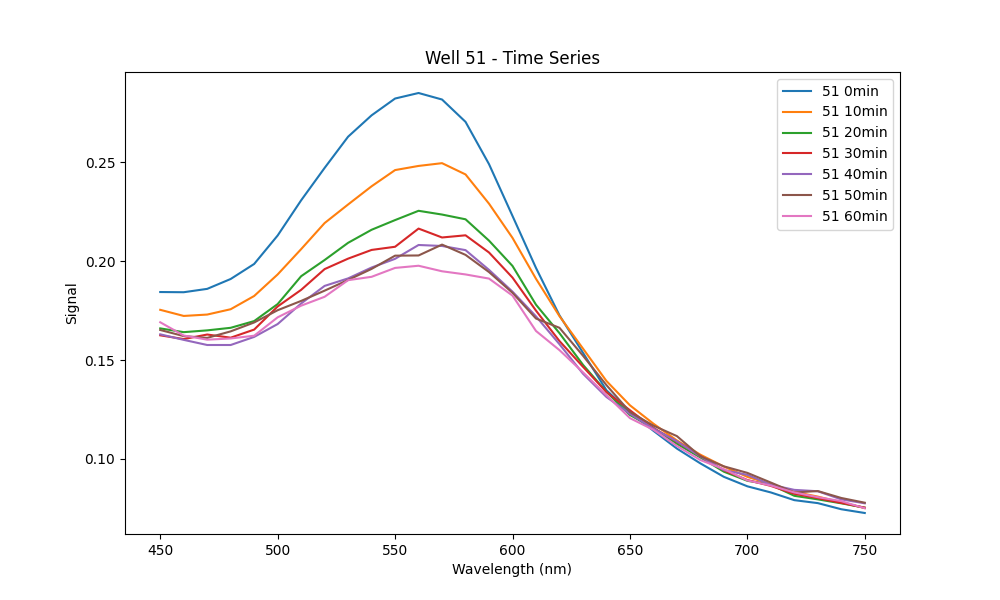 Well 51 - Time Series
51 0min
51 10min
51 20min
51 30min
51 40min
51 50min
51 60min
Signal
0.25
0.20
0.15
0.10
450 500 550 600 650 700 750
Wavelength (nm)